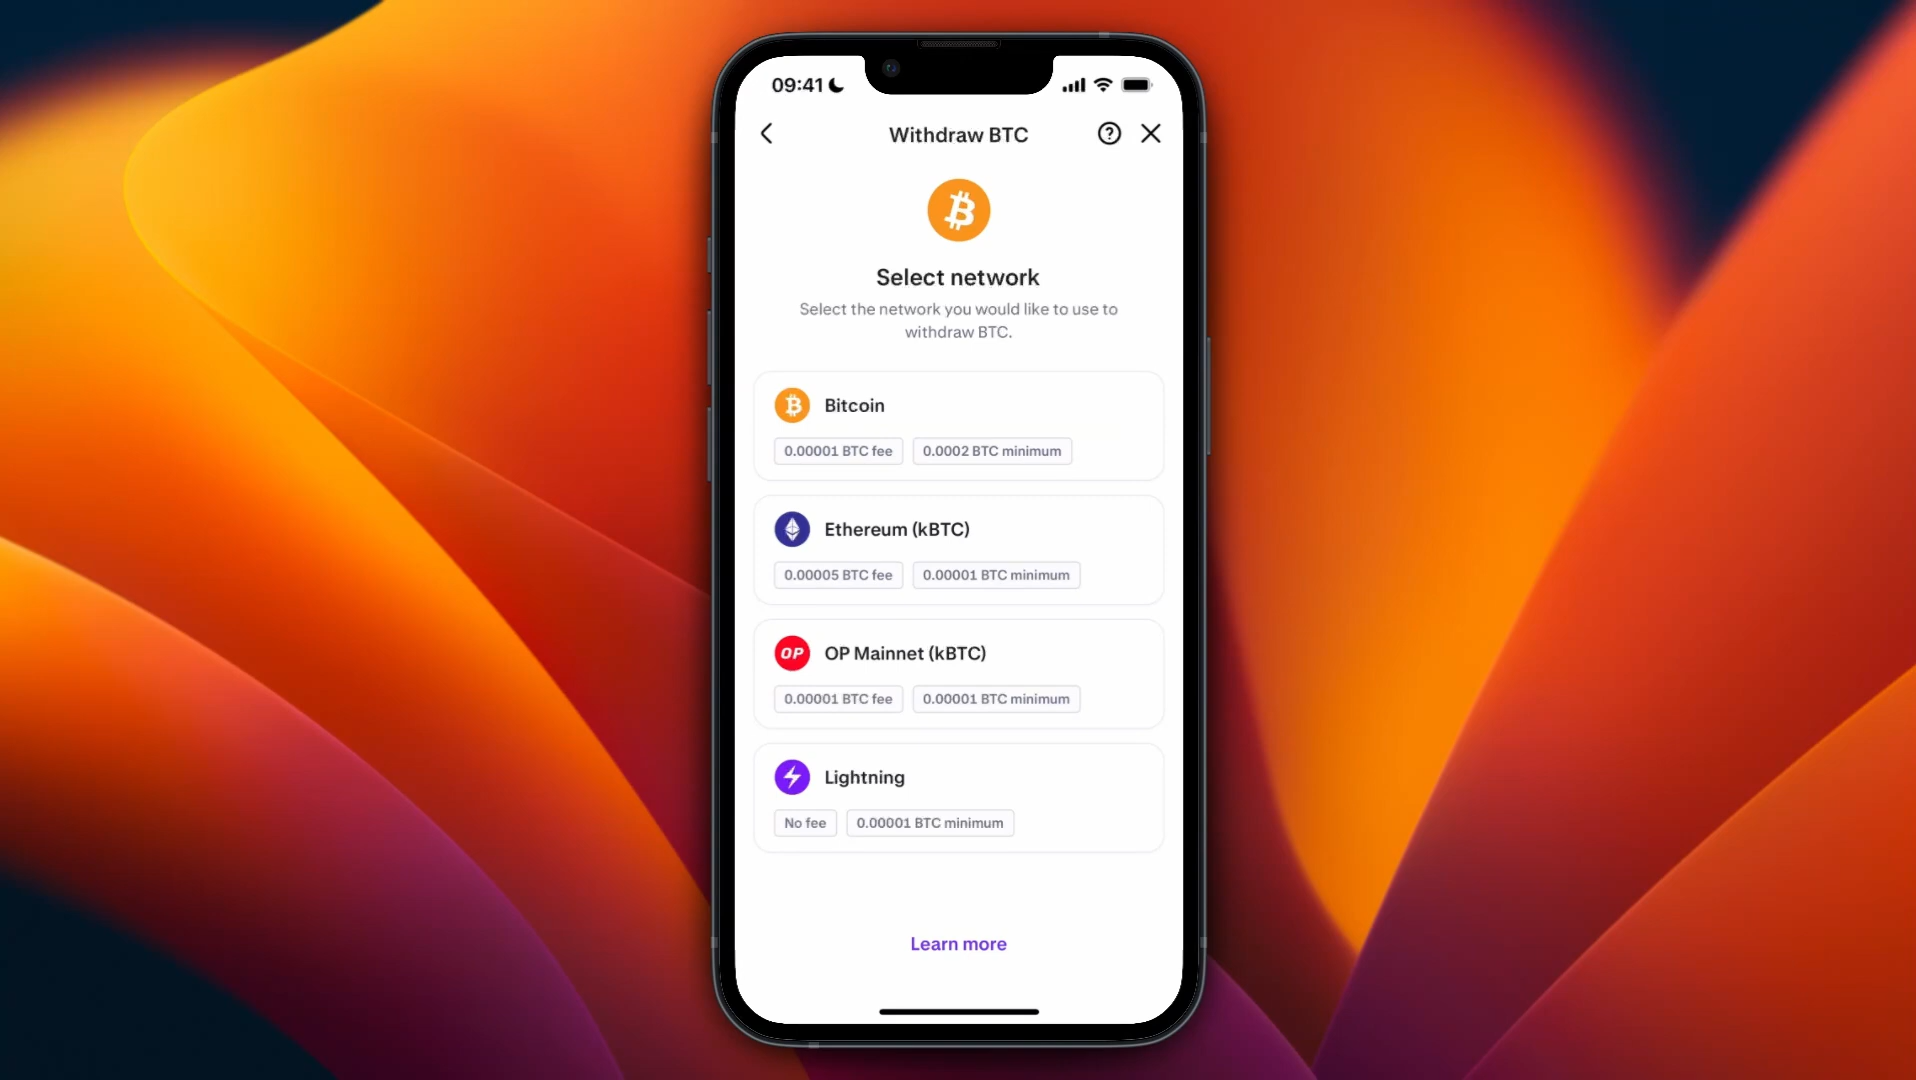 09:41
Withdraw BTC
Select network
Select the network you would like to use to
withdraw BTC.
Bitcoin
0.00001 BTC fee
0.0002 BTC minimum
Ethereum (kBTC)
0.00005 BTC fee
0.00001 BTC minimum
OP
OP Mainnet (kBTC)
0.00001 BTC fee
0.00001 BTC minimum
Lightning
No fee
0.00001 BTC minimum
Learn more